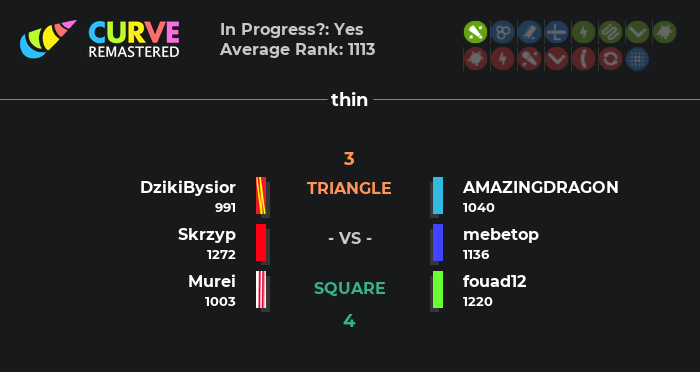 CURVE
REMASTERED
In Progress?: Yes
Average Rank: 1113
thin
3
TRIANGLE
- VS -
SQUARE
4
DzikiBysior
991
Skrzyp
1272
Murei
1003
AMAZINGDRAGON
1040
mebetop
1136
fouad12
1220